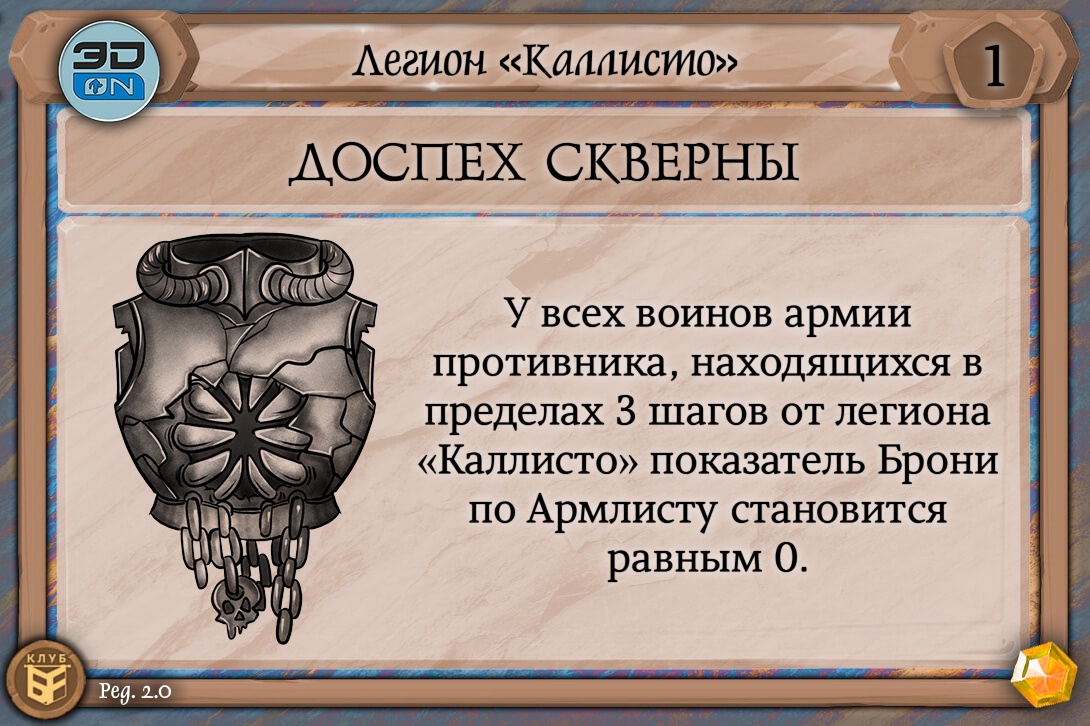 3D
ON
Легион «Каллисто»
1
ДОСПЕХ СКВЕРНЫ
У всех воинов армии
противника, находящихся в
пределах 3 шагов от легиона
«Каллисто» показатель Брони
по Армлисту становится
равным 0.
КЛУБ
Ред. 2.0